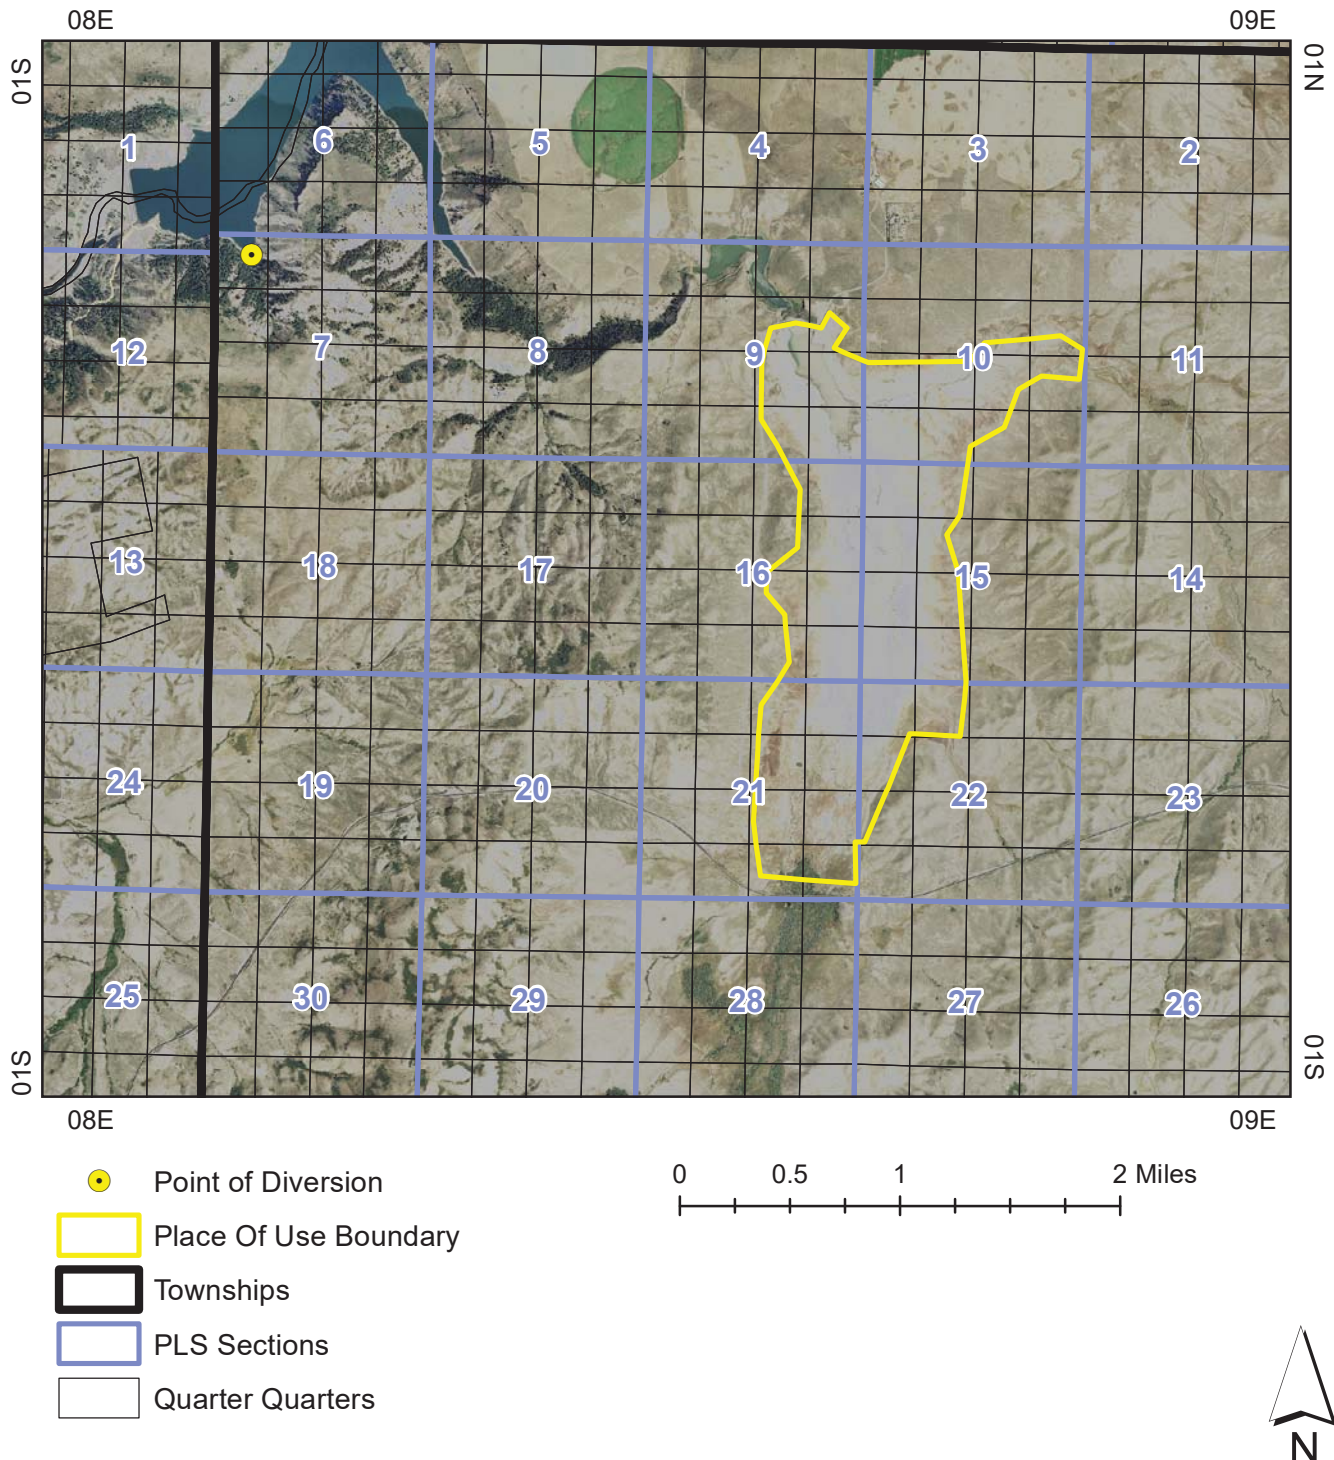 08E 09E
01S 01N
1 6 5 4 3 2
12 7 8 9 10 11
13 18 17 16 15 14
24 19 20 21 22 23
25 30 29 28 27 26
01S 01S
08E 09E
Point of Diversion
Place Of Use Boundary
Townships
PLS Sections
Quarter Quarters
0 0.5 1 2 Miles
N